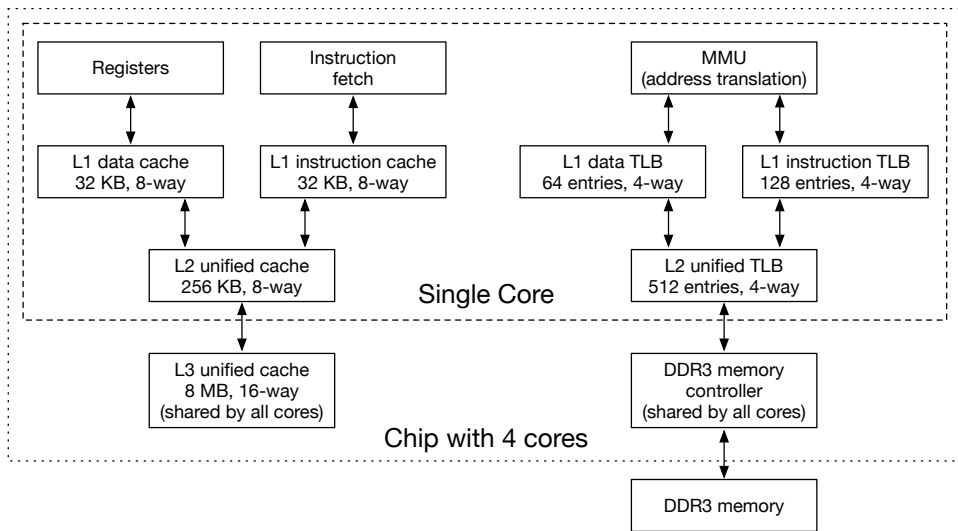 Registers
Instruction
fetch
MMU
(address translation)
L1 data cache
32 KB, 8-way
L1 instruction cache
32 KB, 8-way
L1 data TLB
64 entries, 4-way
L1 instruction TLB
128 entries, 4-way
L2 unified cache
256 KB, 8-way
L2 unified TLB
512 entries, 4-way
Single Core
L3 unified cache
8 MB, 16-way
(shared by all cores)
DDR3 memory
controller
(shared by all cores)
Chip with 4 cores
DDR3 memory